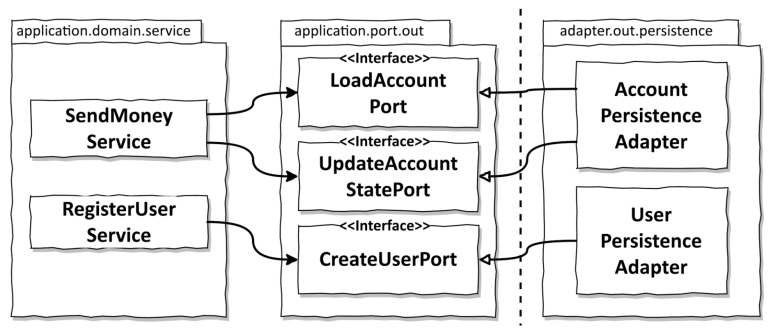 application.domain.service
SendMoney
Service
RegisterUser
Service
application.port.out
<<Interface>>
LoadAccount
Port
<<Interface>>
UpdateAccount
StatePort
<<Interface>>
CreateUserPort
adapter.out.persistence
Account
Persistence
Adapter
User
Persistence
Adapter